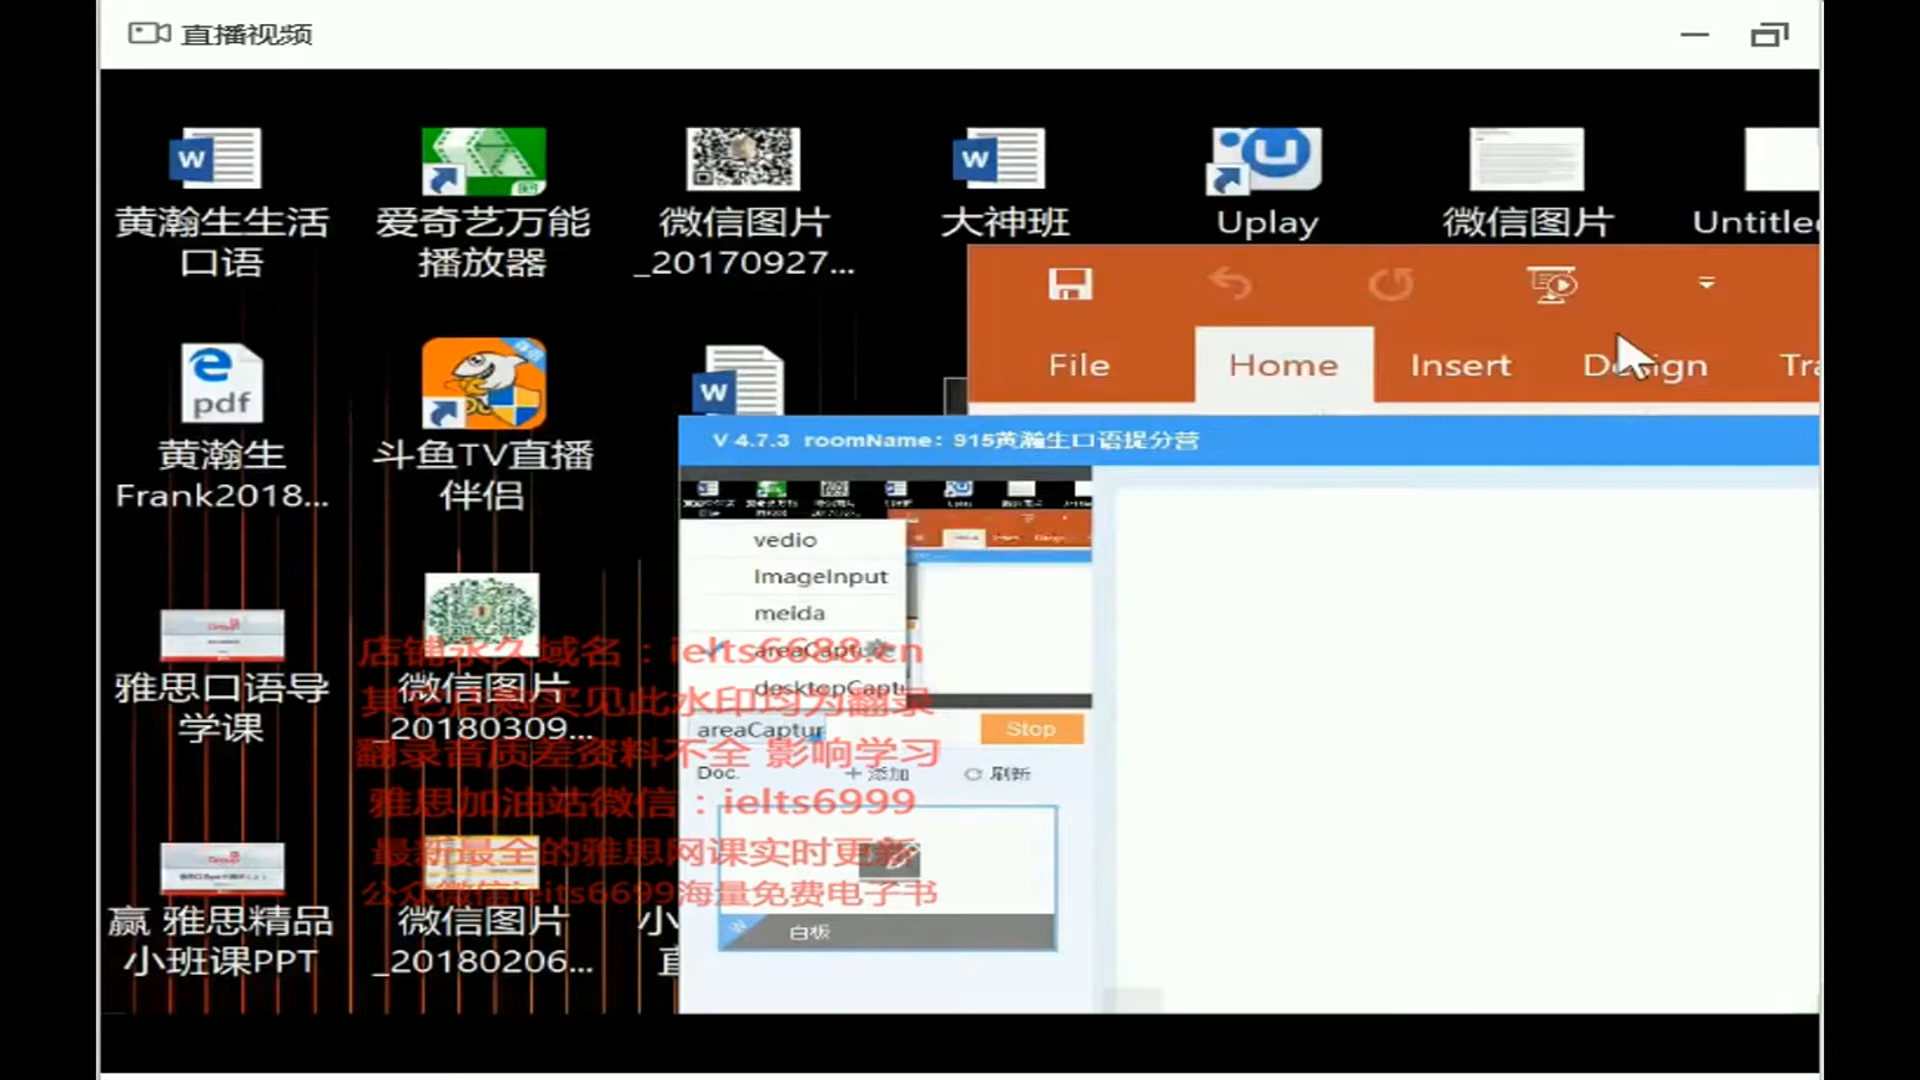 直播视频
黄瀚生生活
口语
爱奇艺万能
播放器
微信图片
_20170927...
大神班
Uplay
微信图片
Untitle
File
Home
Insert
Design
Tra
pdf
黄瀚生
Frank2018...
斗鱼TV直播
伴侣
V 4.7.3 roomName: 915黄瀚生口语提分营
vedio
ImageInput
meida
areaCapture
desktopCaptu
areaCaptur
Stop
Doc.
+ 添加
刷新
白板
雅思口语导
学课
微信图片
_20180309...
赢 雅思精品
小班课PPT
微信图片
_20180206...
小
店铺永久域名：ielts6688.cn
其它店购买见此水印均为翻录
翻录音质差资料不全 影响学习
雅思加油站微信：ielts6999
最新最全的雅思网课实时更新
公众微信ielts6699海量免费电子书